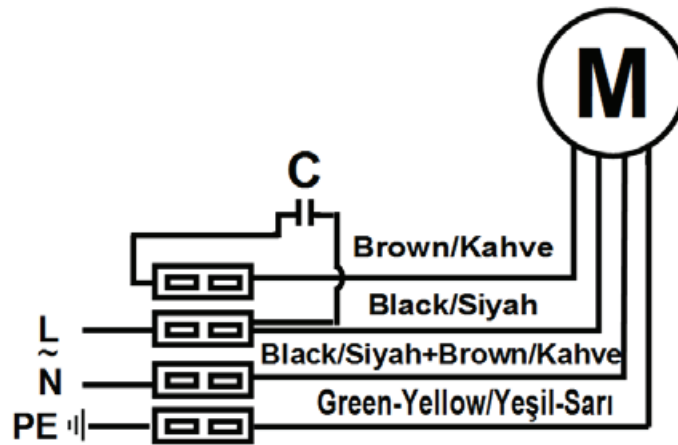 M
C
Brown/Kahve
Black/Siyah
L
~
Black/Siyah+Brown/Kahve
N
Green-Yellow/Yeşil-Sarı
PE